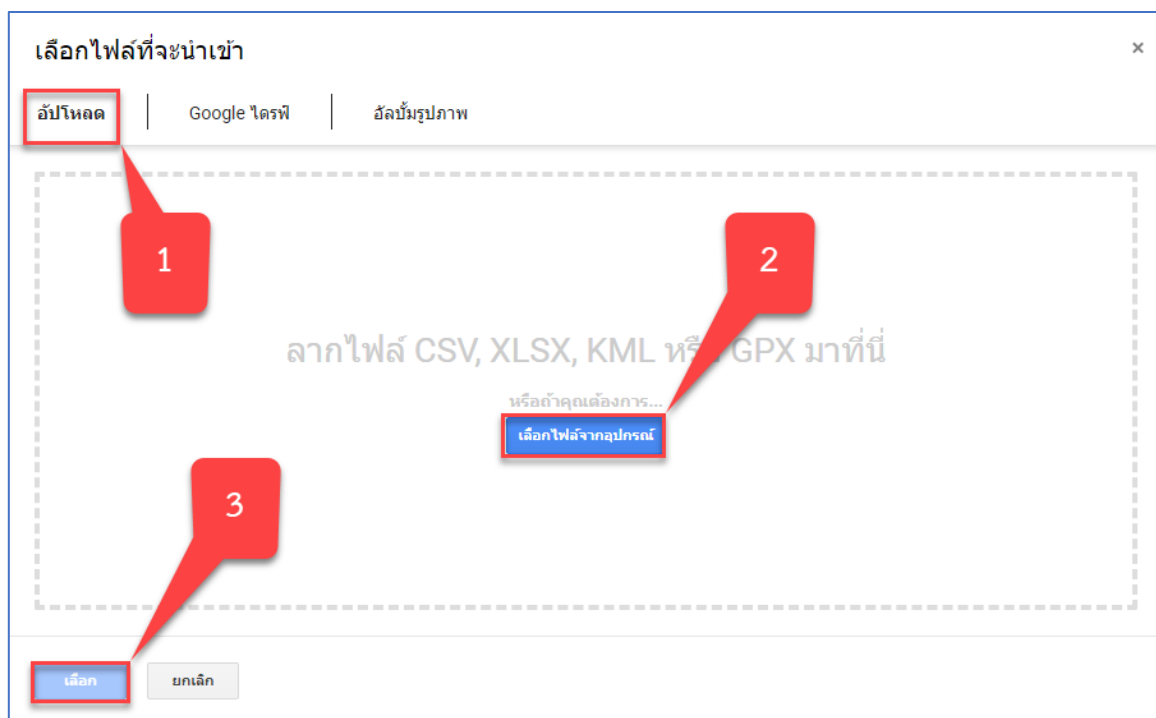 เลือกไฟล์ที่จะนำเข้า ×
อัปโหลด Google ไดรฟ์ อัลบั้มรูปภาพ
1
2
ลากไฟล์ CSV, XLSX, KML หรือ GPX มาที่นี่
หรือถ้าคุณต้องการ...
เลือกไฟล์จากอุปกรณ์
3
เลือก ยกเลิก